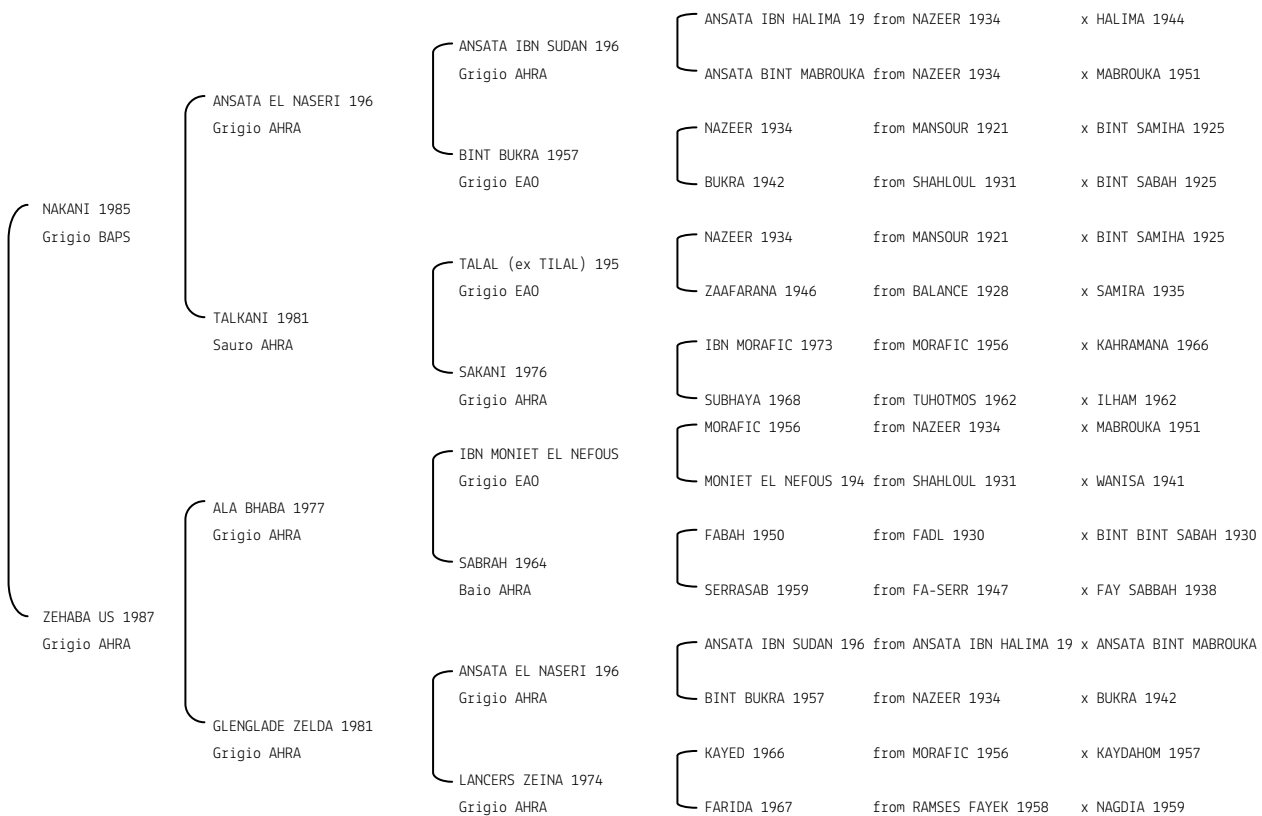 ANSATA IBN HALIMA 19 from NAZEER 1934 x HALIMA 1944
ANSATA IBN SUDAN 196
Grigio AHRA
ANSATA BINT MABROUKA from NAZEER 1934 x MABROUKA 1951
ANSATA EL NASERI 196
Grigio AHRA
NAZEER 1934 from MANSOUR 1921 x BINT SAMIHA 1925
BINT BUKRA 1957
Grigio EAO
BUKRA 1942 from SHAHLOUL 1931 x BINT SABAH 1925
NAKANI 1985
Grigio BAPS
NAZEER 1934 from MANSOUR 1921 x BINT SAMIHA 1925
TALAL (ex TILAL) 195
Grigio EAO
ZAAFARANA 1946 from BALANCE 1928 x SAMIRA 1935
TALKANI 1981
Sauro AHRA
IBN MORAFIC 1973 from MORAFIC 1956 x KAHRAMANA 1966
SAKANI 1976
Grigio AHRA
SUBHAYA 1968 from TUHOTMOS 1962 x ILHAM 1962
MORAFIC 1956 from NAZEER 1934 x MABROUKA 1951
IBN MONIET EL NEFOUS
Grigio EAO
MONIET EL NEFOUS 194 from SHAHLOUL 1931 x WANISA 1941
ALA BHABA 1977
Grigio AHRA
FABAH 1950 from FADL 1930 x BINT BINT SABAH 1930
SABRAH 1964
Baio AHRA
SERRASAB 1959 from FA-SERR 1947 x FAY SABBAH 1938
ZEHABA US 1987
Grigio AHRA
ANSATA IBN SUDAN 196 from ANSATA IBN HALIMA 19 x ANSATA BINT MABROUKA
ANSATA EL NASERI 196
Grigio AHRA
BINT BUKRA 1957 from NAZEER 1934 x BUKRA 1942
GLENGLADE ZELDA 1981
Grigio AHRA
KAYED 1966 from MORAFIC 1956 x KAYDAHOM 1957
LANCERS ZEINA 1974
Grigio AHRA
FARIDA 1967 from RAMSES FAYEK 1958 x NAGDIA 1959